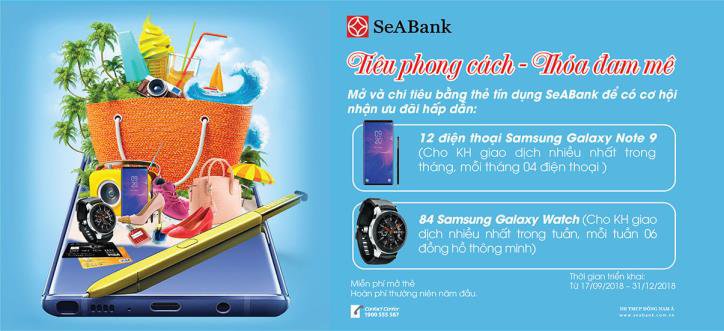 SeABank
Tiêu phong cách - Thỏa đam mê
Mở và chi tiêu bằng thẻ tín dụng SeABank để có cơ hội
nhận ưu đãi hấp dẫn:
12 điện thoại Samsung Galaxy Note 9
(Cho KH giao dịch nhiều nhất trong
tháng, mỗi tháng 04 điện thoại )
84 Samsung Galaxy Watch (Cho KH giao
dịch nhiều nhất trong tuần, mỗi tuần 06
đồng hồ thông minh)
Miễn phí mở thẻ
Hoàn phí thường niên năm đầu.
Thời gian triển khai:
Từ 17/09/2018 - 31/12/2018
Contact Center
1900 555 587
NH TMCP ĐÔNG NAM Á
www.seabank.com.vn